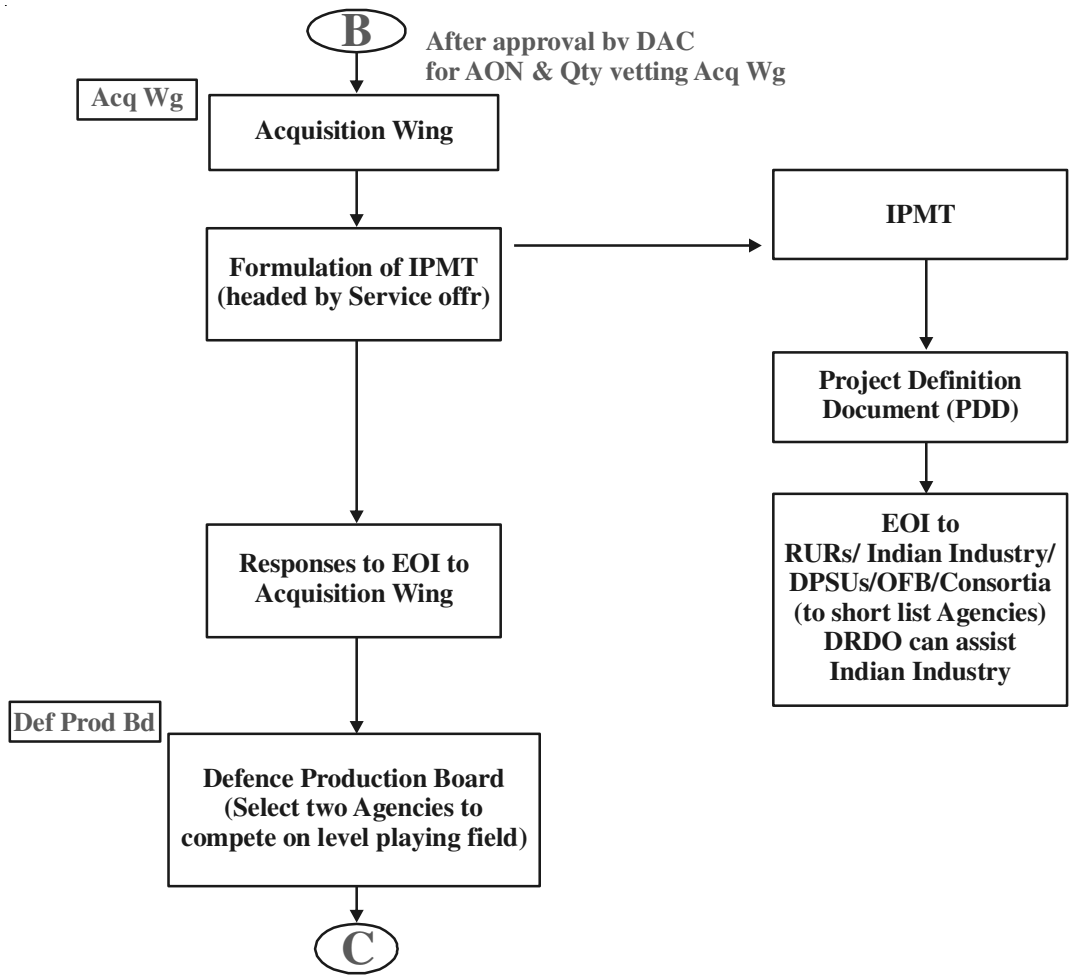 B
After approval bv DAC
for AON & Qty vetting Acq Wg
Acq Wg
Acquisition Wing
Formulation of IPMT
(headed by Service offr)
IPMT
Project Definition
Document (PDD)
EOI to
RURs/ Indian Industry/
DPSUs/OFB/Consortia
(to short list Agencies)
DRDO can assist
Indian Industry
Responses to EOI to
Acquisition Wing
Def Prod Bd
Defence Production Board
(Select two Agencies to
compete on level playing field)
C